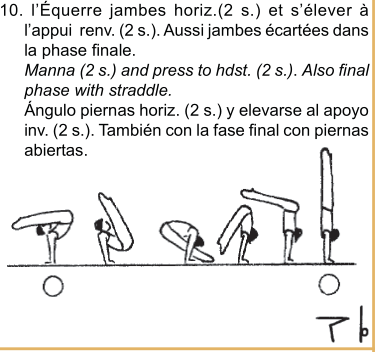 10. l'Équerre jambes horiz.(2 s.) et s'élever à
l'appui renv. (2 s.). Aussi jambes écartées dans
la phase finale.
Manna (2 s.) and press to hdst. (2 s.). Also final
phase with straddle.
Ángulo piernas horiz. (2 s.) y elevarse al apoyo
inv. (2 s.). También con la fase final con piernas
abiertas.